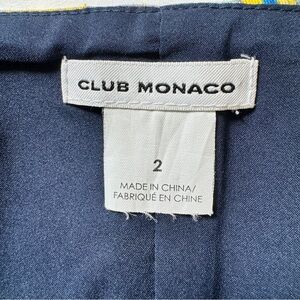 CLUB MONACO
2
MADE IN CHINA/
FABRIQUÉ EN CHINE